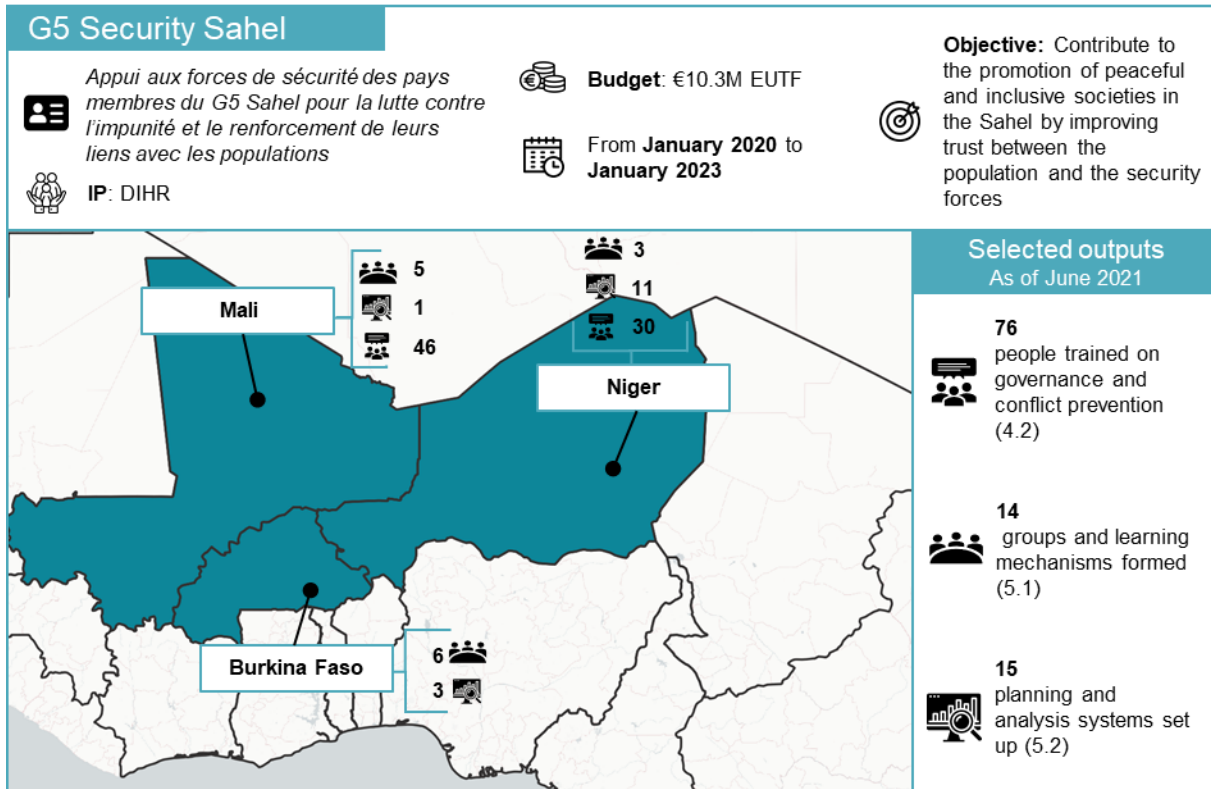 G5 Security Sahel
Appui aux forces de sécurité des pays
membres du G5 Sahel pour la lutte contre
l'impunité et le renforcement de leurs
liens avec les populations
IP: DIHR
Budget: €10.3M EUTF
From January 2020 to
January 2023
Objective: Contribute to
the promotion of peaceful
and inclusive societies in
the Sahel by improving
trust between the
population and the security
forces
Mali
5
1
46
3
11
30
Niger
Burkina Faso
6
3
Selected outputs
As of June 2021
76
people trained on
governance and
conflict prevention
(4.2)
14
groups and learning
mechanisms formed
(5.1)
15
planning and
analysis systems set
up (5.2)